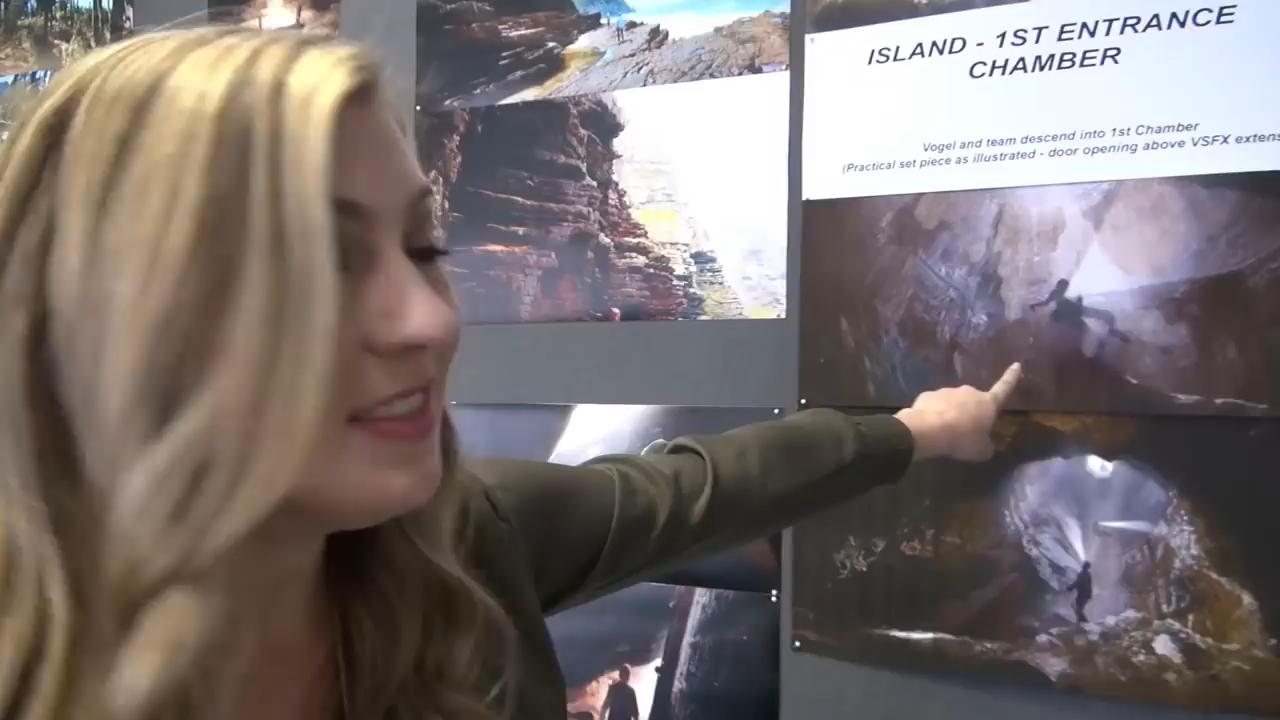 ISLAND - 1ST ENTRANCE
CHAMBER
Vogel and team descend into 1st Chamber
(Practical set piece as illustrated - door opening above VSFX